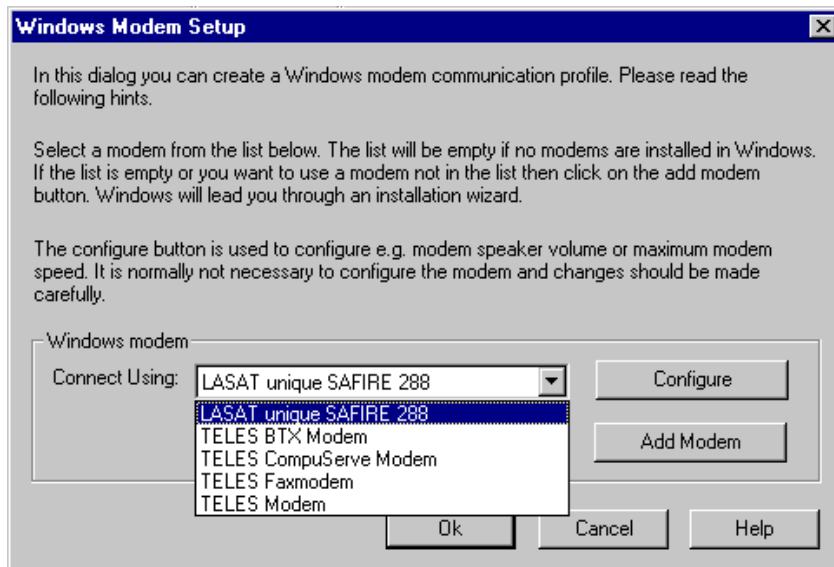 Windows Modem Setup
In this dialog you can create a Windows modem communication profile. Please read the
following hints.
Select a modem from the list below. The list will be empty if no modems are installed in Windows.
If the list is empty or you want to use a modem not in the list then click on the add modem
button. Windows will lead you through an installation wizard.
The configure button is used to configure e.g. modem speaker volume or maximum modem
speed. It is normally not necessary to configure the modem and changes should be made
carefully.
Windows modem
Connect Using:
LASAT unique SAFIRE 288
Configure
LASAT unique SAFIRE 288
TELES BTX Modem
TELES CompuServe Modem
TELES Faxmodem
TELES Modem
Add Modem
Ok
Cancel
Help